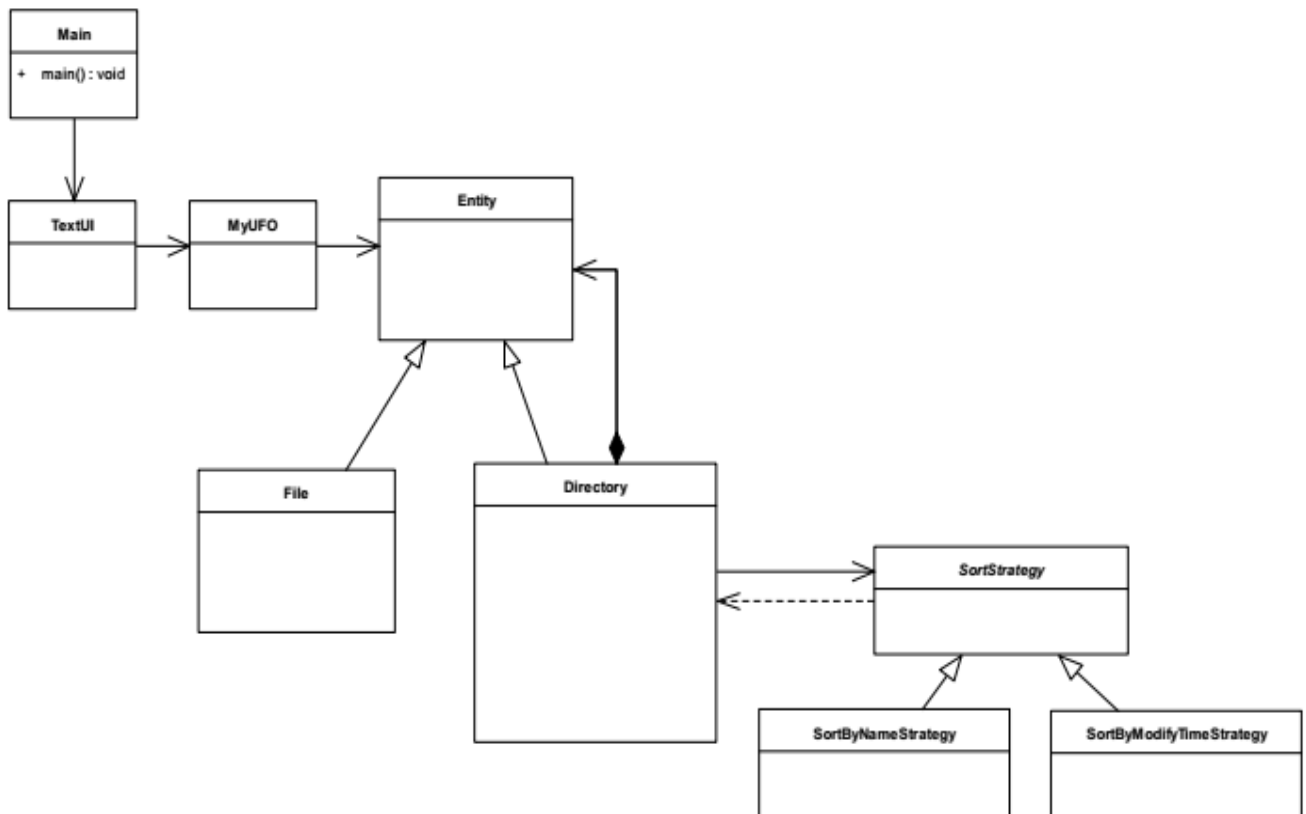 Main
+ main() : void
TextUI
MyUFO
Entity
File
Directory
SortStrategy
SortByNameStrategy
SortByModifyTimeStrategy